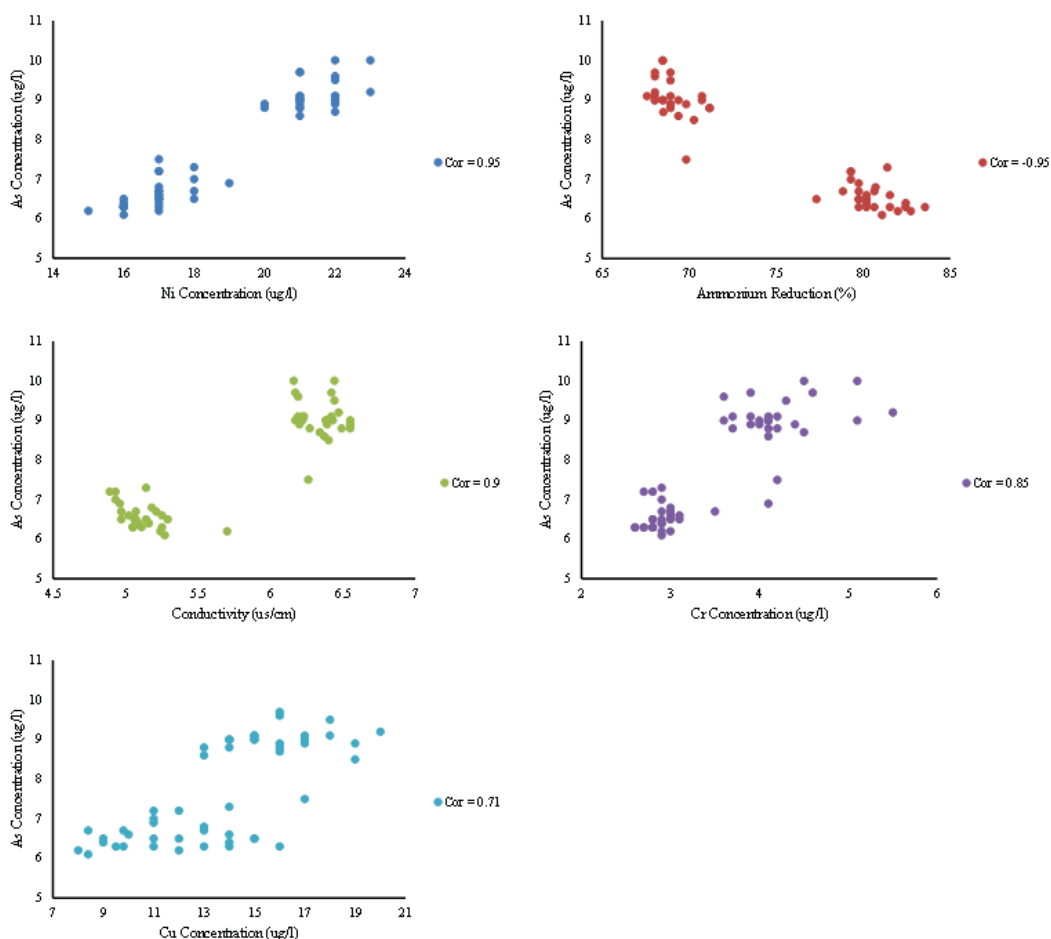 11
10
9
8
7
6
5
As Concentration (ug/l)
14 16 18 20 22 24
Ni Concentration (ug/l)
Cor = 0.95
11
10
9
8
7
6
5
As Concentration (ug/l)
65 70 75 80 85
Ammonium Reduction (%)
Cor = -0.95
11
10
9
8
7
6
5
As Concentration (ug/l)
4.5 5 5.5 6 6.5 7
Conductivity (us/cm)
Cor = 0.9
11
10
9
8
7
6
5
As Concentration (ug/l)
2 3 4 5 6
Cr Concentration (ug/l)
Cor = 0.85
11
10
9
8
7
6
5
As Concentration (ug/l)
7 9 11 13 15 17 19 21
Cu Concentration (ug/l)
Cor = 0.71